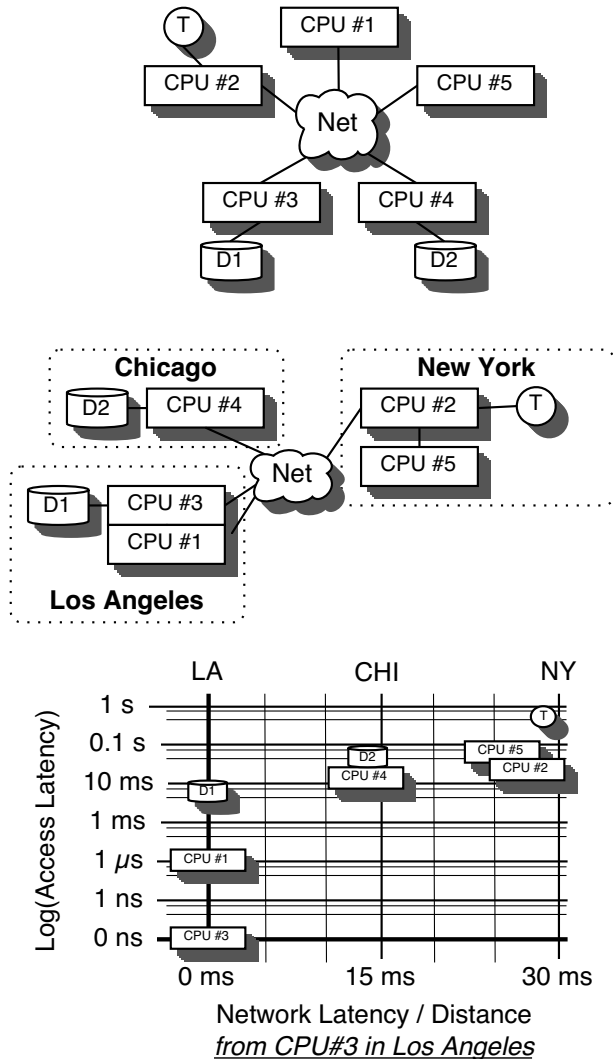 T
CPU #1
CPU #2
CPU #5
Net
CPU #3
CPU #4
D1
D2
Chicago
New York
D2
CPU #4
CPU #2
T
Net
CPU #5
D1
CPU #3
CPU #1
Los Angeles
LA
CHI
NY
Log(Access Latency)
1 s
T
0.1 s
D2
CPU #5
CPU #4
CPU #2
10 ms
D1
1 ms
1 µs
CPU #1
1 ns
0 ns
CPU #3
0 ms
15 ms
30 ms
Network Latency / Distance
from CPU#3 in Los Angeles